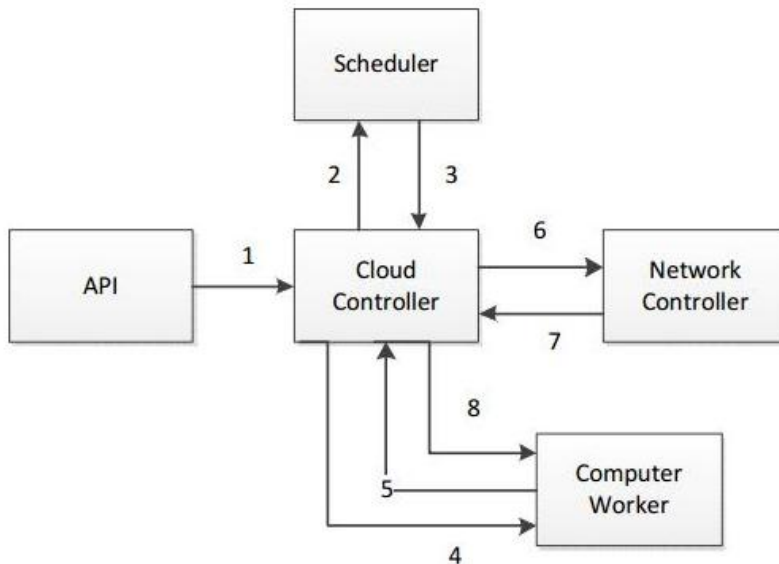 Scheduler
2
3
1
6
API
Cloud
Controller
Network
Controller
7
8
5
Computer
Worker
4